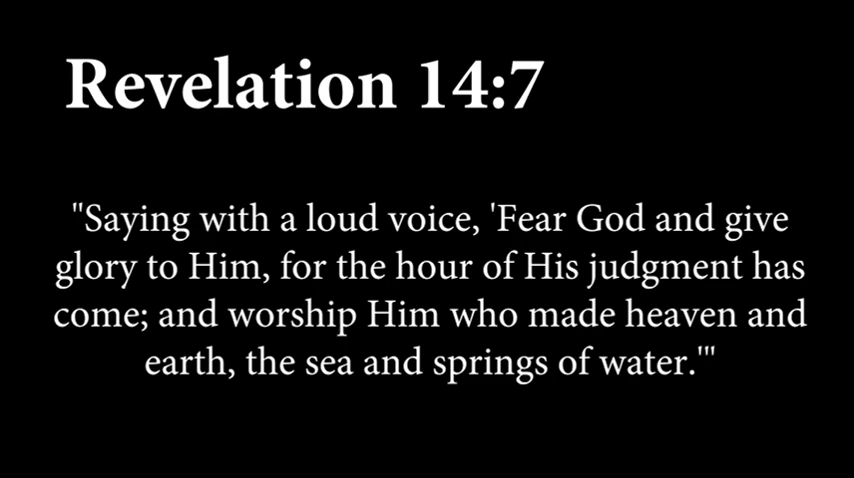 Revelation 14:7
"Saying with a loud voice, 'Fear God and give
glory to Him, for the hour of His judgment has
come; and worship Him who made heaven and
earth, the sea and springs of water.'"